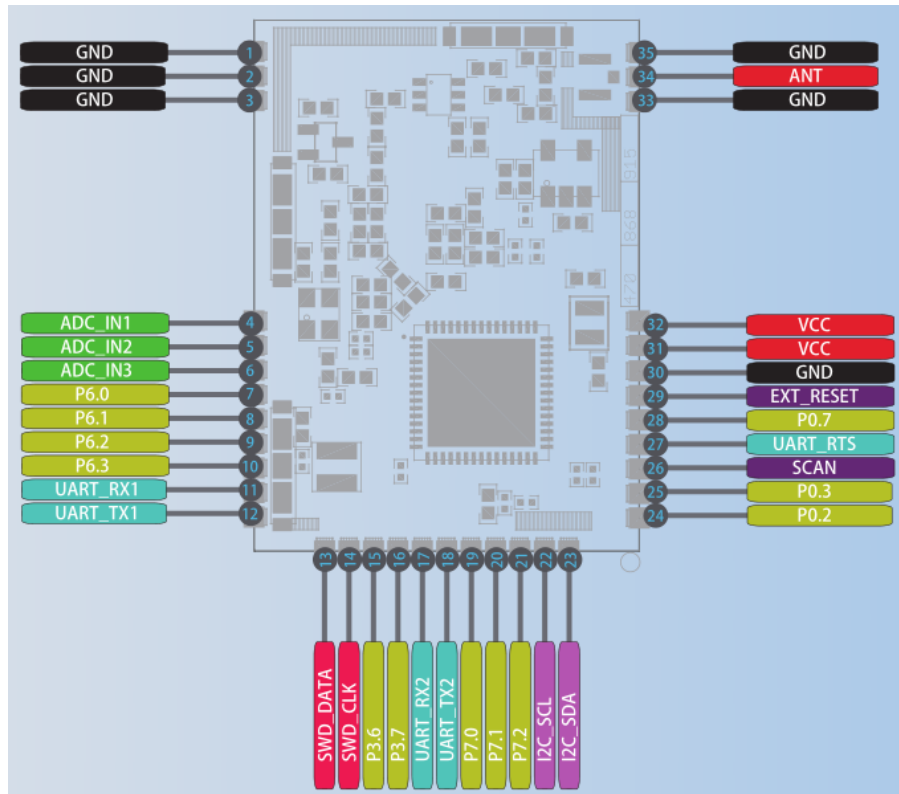 GND 1
GND 2
GND 3
35 GND
34 ANT
33 GND
915
868
470
ADC_IN1 4
ADC_IN2 5
ADC_IN3 6
P6.0 7
P6.1 8
P6.2 9
P6.3 10
UART_RX1 11
UART_TX1 12
32 VCC
31 VCC
30 GND
29 EXT_RESET
28 P0.7
27 UART_RTS
26 SCAN
25 P0.3
24 P0.2
13 SWD_DATA
14 SWD_CLK
15 P3.6
16 P3.7
17 UART_RX2
18 UART_TX2
19 P7.0
20 P7.1
21 P7.2
22 I2C_SCL
23 I2C_SDA